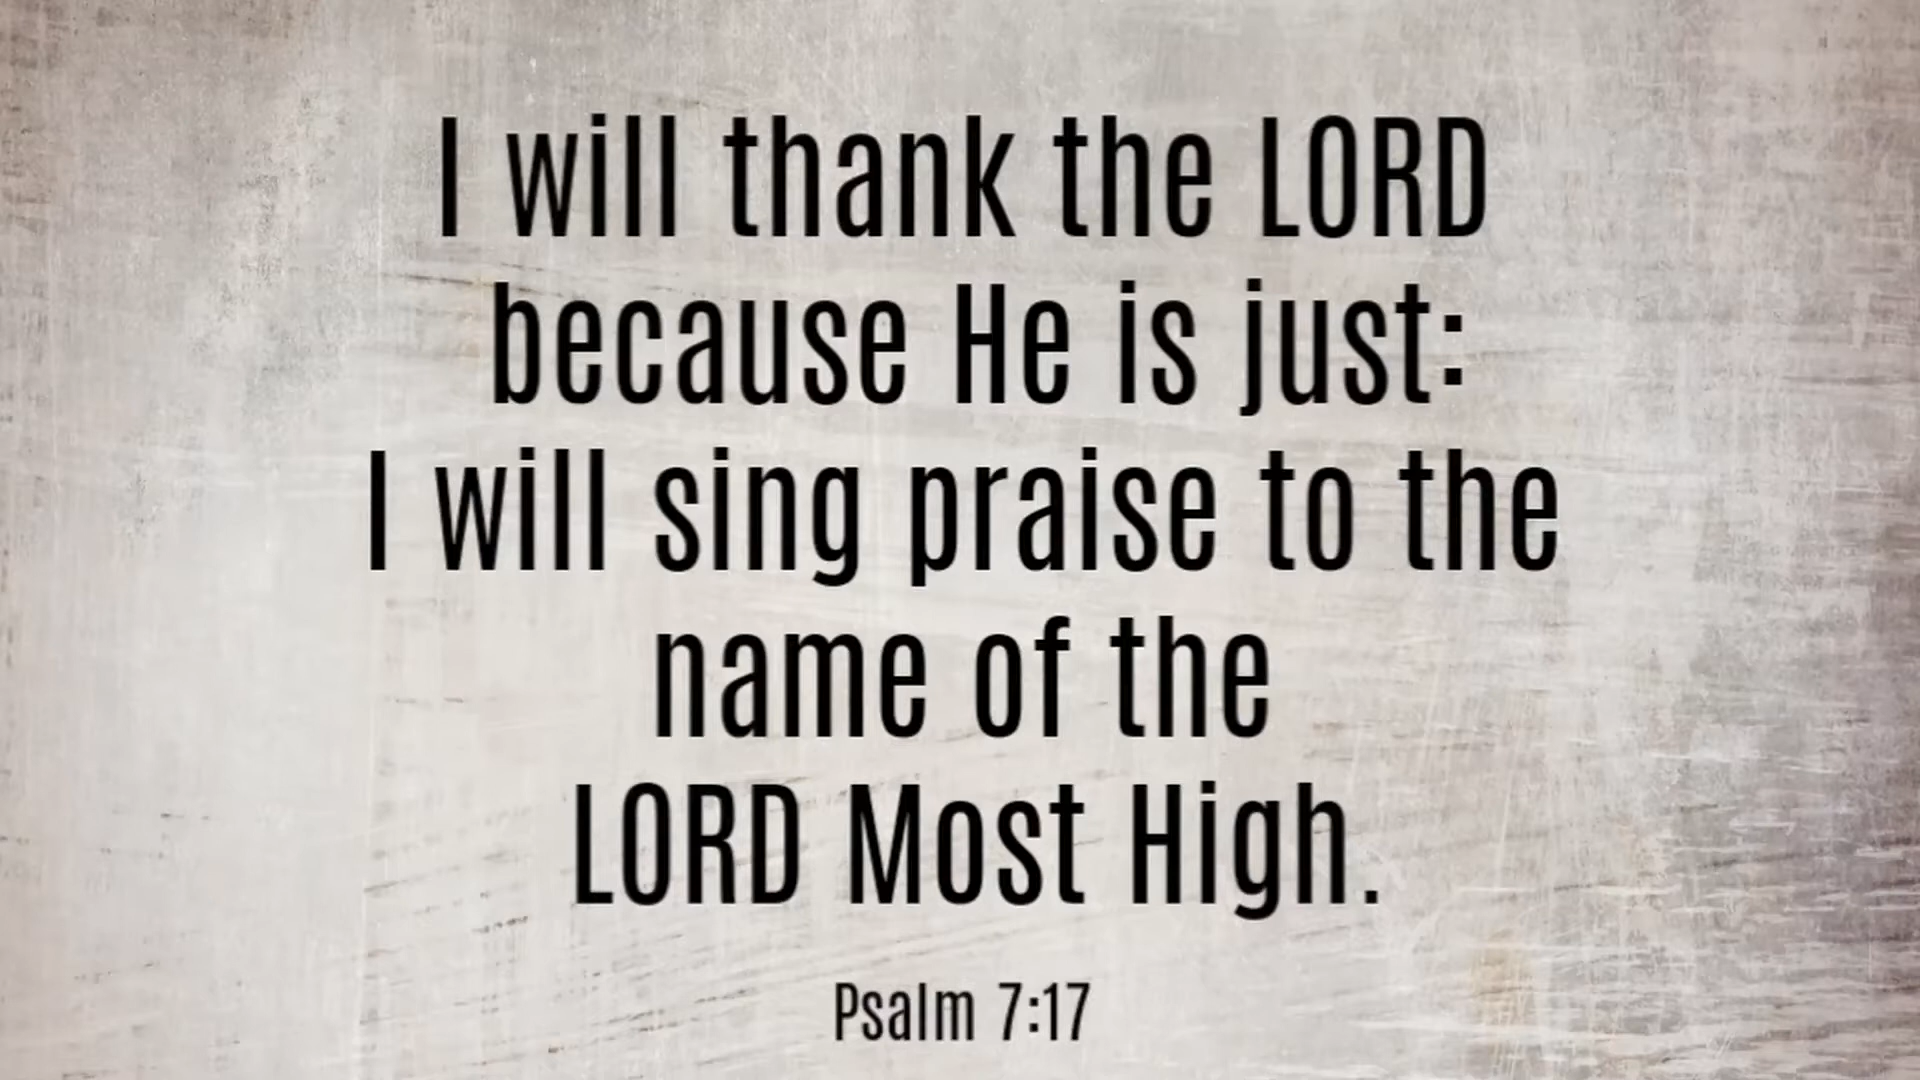 I will thank the LORD
because He is just:
I will sing praise to the
name of the
LORD Most High.
Psalm 7:17